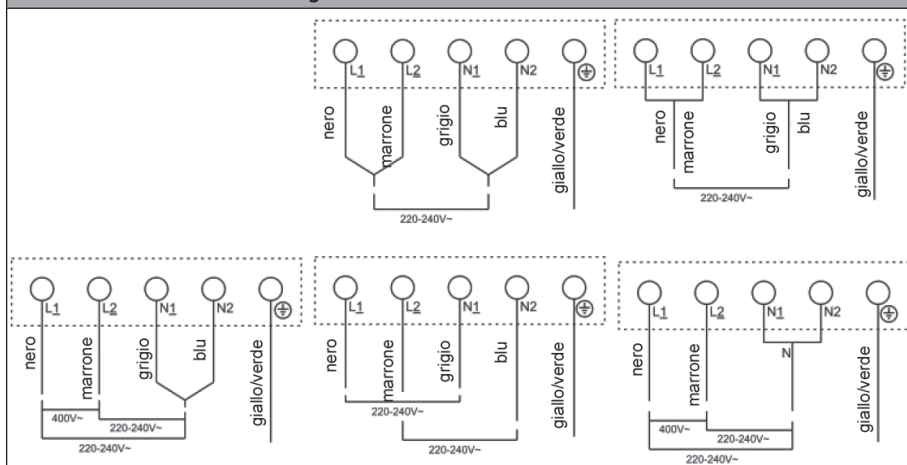 L1 L2 N1 N2
nero marrone grigio blu giallo/verde
220-240V~
L1 L2 N1 N2
nero marrone grigio blu giallo/verde
220-240V~
L1 L2 N1 N2
nero marrone grigio blu giallo/verde
400V~
220-240V~
220-240V~
L1 L2 N1 N2
nero marrone grigio blu giallo/verde
220-240V~
220-240V~
L1 L2 N1 N2
N
nero marrone giallo/verde
400V~
220-240V~
220-240V~